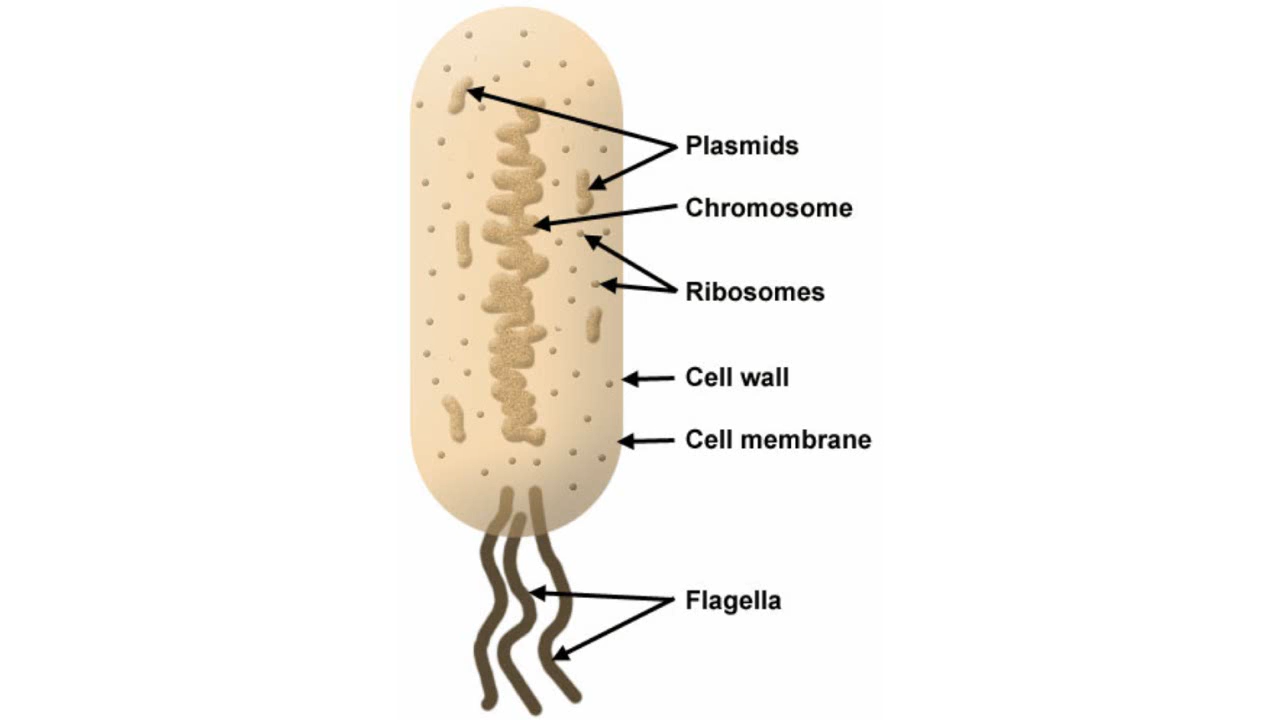 Plasmids
Chromosome
Ribosomes
Cell wall
Cell membrane
Flagella